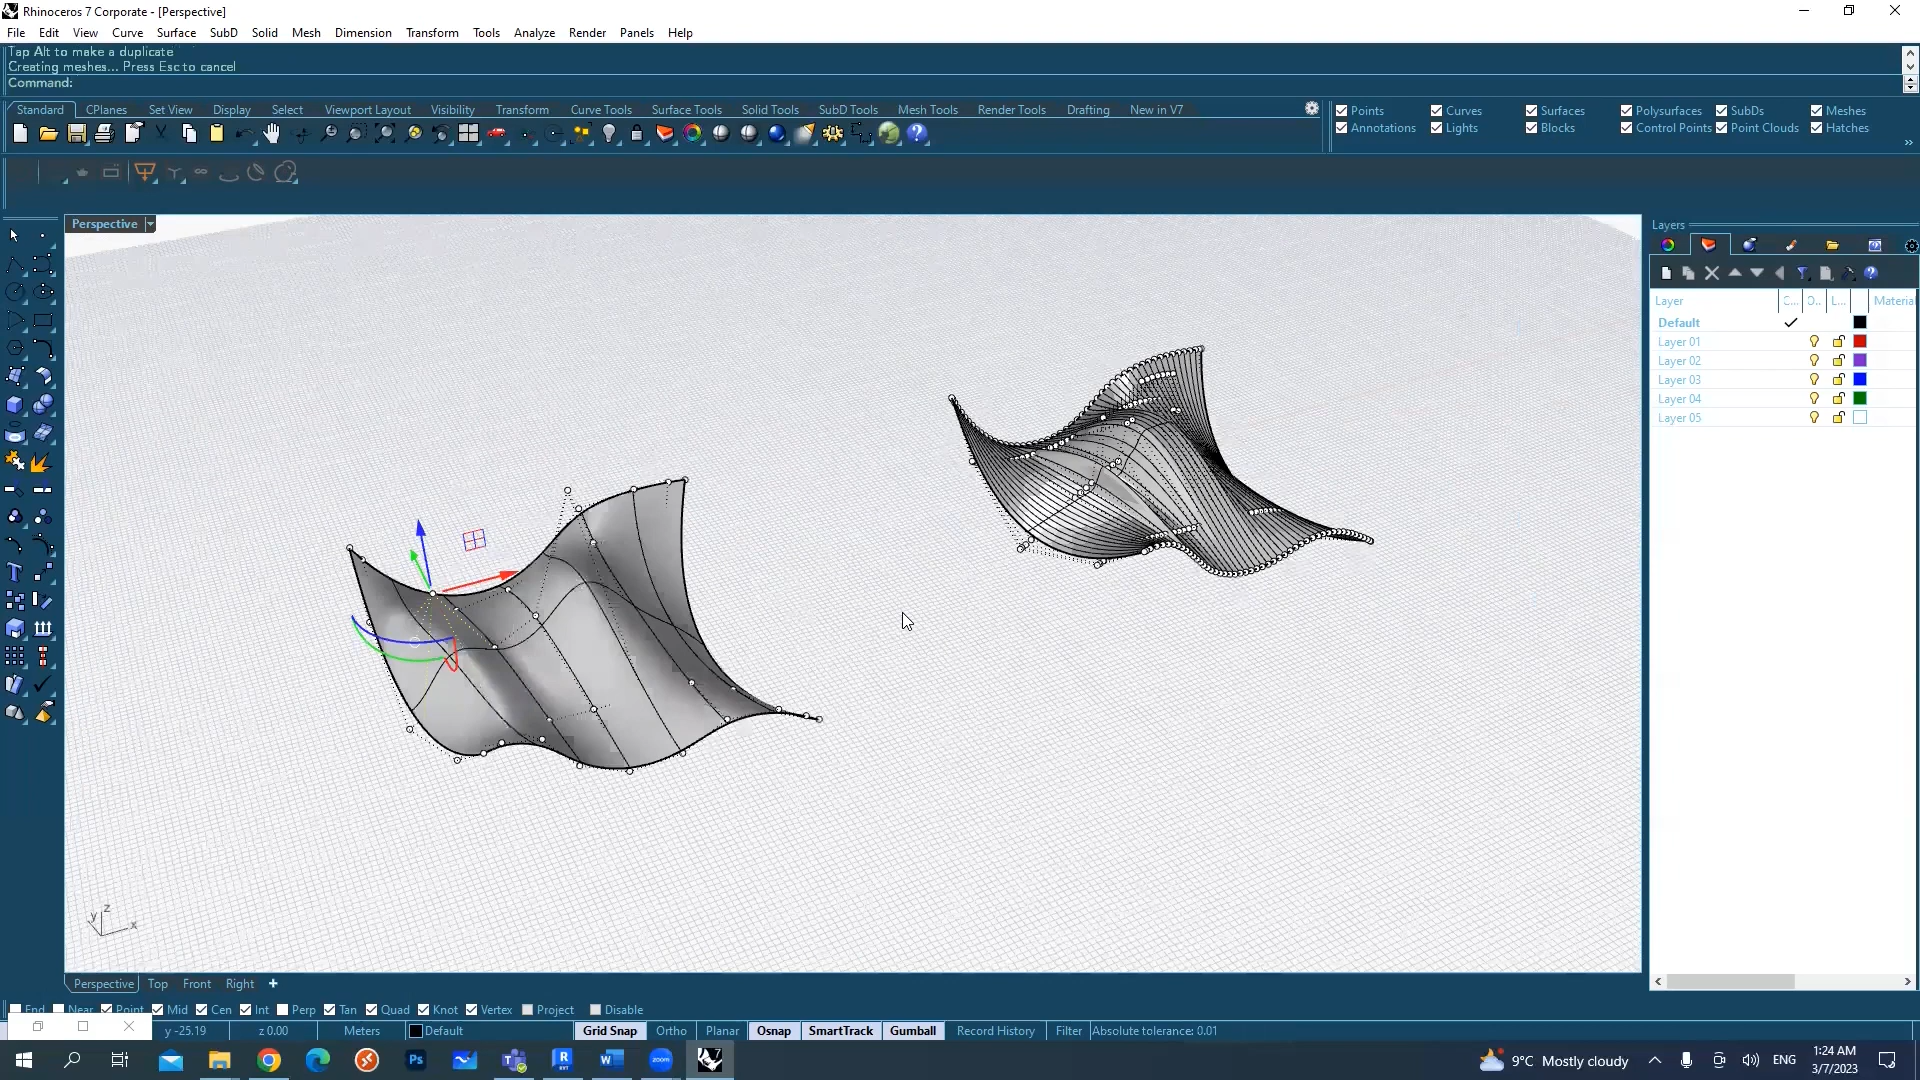 Rhinoceros 7 Corporate - [Perspective]
File Edit View Curve Surface SubD Solid Mesh Dimension Transform Tools Analyze Render Panels Help
Tap Alt to make a duplicate
Creating meshes... Press Esc to cancel
Command:
Standard CPlanes Set View Display Select Viewport Layout Visibility Transform Curve Tools Surface Tools Solid Tools SubD Tools Mesh Tools Render Tools Drafting New in V7
Points Curves Surfaces Polysurfaces SubDs Meshes
Annotations Lights Blocks Control Points Point Clouds Hatches
Perspective
Layers
Layer C... O.. L... Material
Default
Layer 01
Layer 02
Layer 03
Layer 04
Layer 05
z
y x
Perspective Top Front Right
End Near Point Mid Cen Int Perp Tan Quad Knot Vertex Project Disable
y -25.19 z 0.00 Meters Default Grid Snap Ortho Planar Osnap SmartTrack Gumball Record History Filter Absolute tolerance: 0.01
9°C Mostly cloudy ENG 1:24 AM
3/7/2023